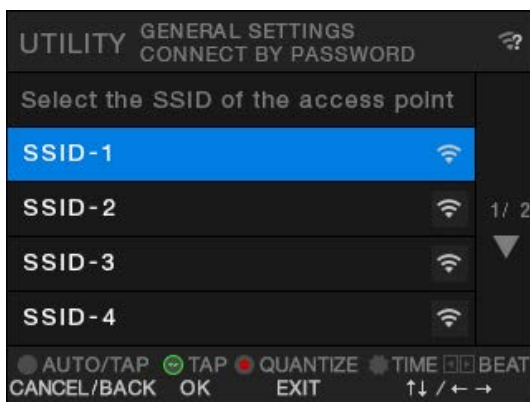 UTILITY GENERAL SETTINGS
CONNECT BY PASSWORD
Select the SSID of the access point
SSID-1
SSID-2
SSID-3
SSID-4
1/ 2
AUTO/TAP TAP QUANTIZE TIME BEAT
CANCEL/BACK OK EXIT ↑↓/←→